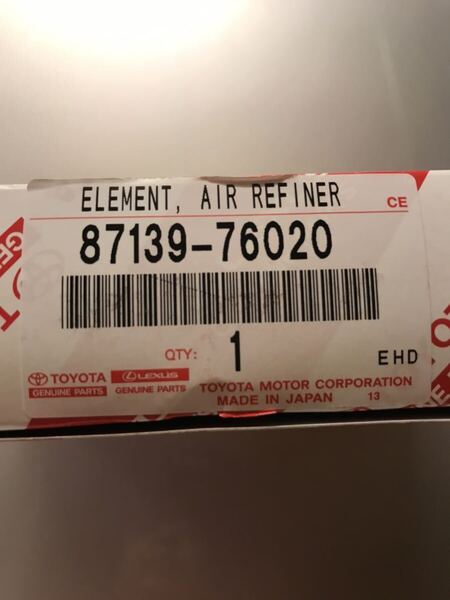 ELEMENT, AIR REFINER
CE
87139-76020
QTY: 1
EHD
TOYOTA
GENUINE PARTS
LEXUS
GENUINE PARTS
TOYOTA MOTOR CORPORATION
MADE IN JAPAN 13